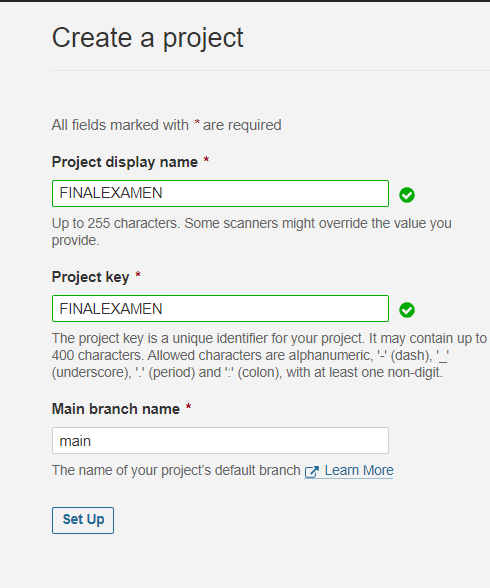 Create a project
All fields marked with * are required
Project display name *
FINALEXAMEN
Up to 255 characters. Some scanners might override the value you
provide.
Project key *
FINALEXAMEN
The project key is a unique identifier for your project. It may contain up to
400 characters. Allowed characters are alphanumeric, '-' (dash), '_'
(underscore), '.' (period) and ':' (colon), with at least one non-digit.
Main branch name *
main
The name of your project's default branch Learn More
Set Up